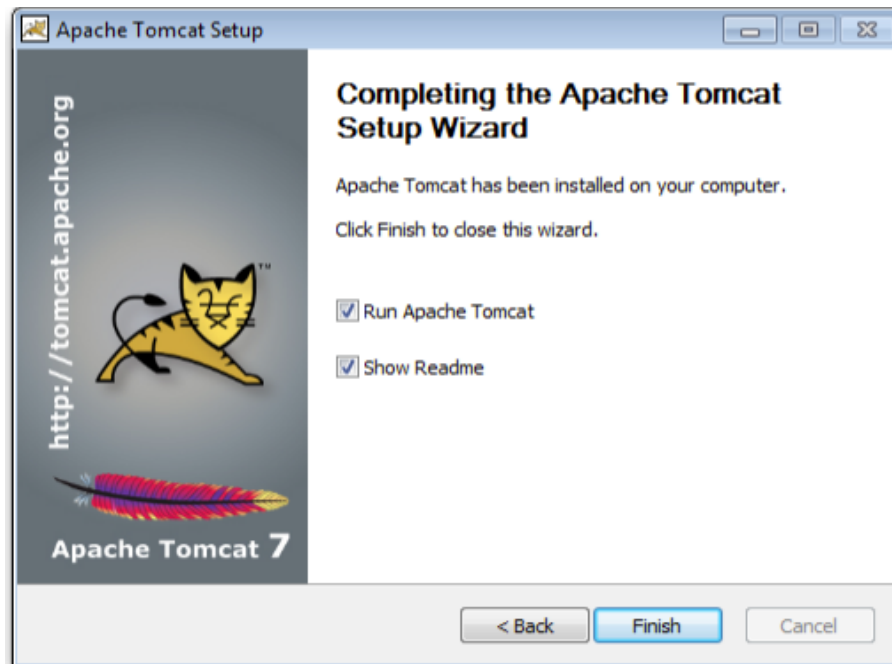 Apache Tomcat Setup
http://tomcat.apache.org
TM
Apache Tomcat 7
Completing the Apache Tomcat
Setup Wizard
Apache Tomcat has been installed on your computer.
Click Finish to close this wizard.
Run Apache Tomcat
Show Readme
< Back
Finish
Cancel